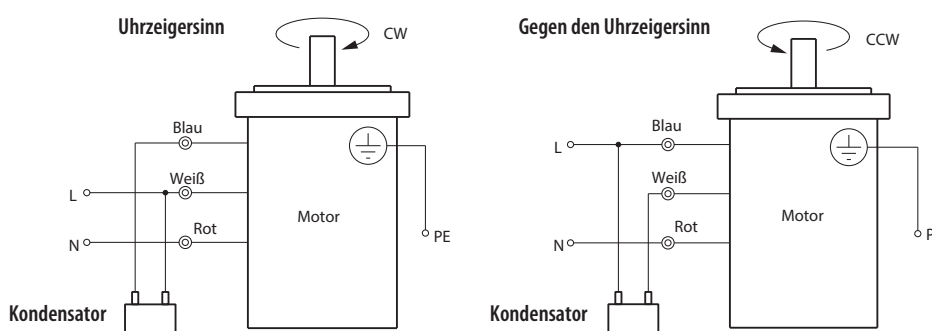 Uhrzeigersinn
CW
Blau
Weiß
L
Motor
Rot
N
PE
Kondensator
Gegen den Uhrzeigersinn
CCW
Blau
L
Weiß
Motor
Rot
N
P
Kondensator